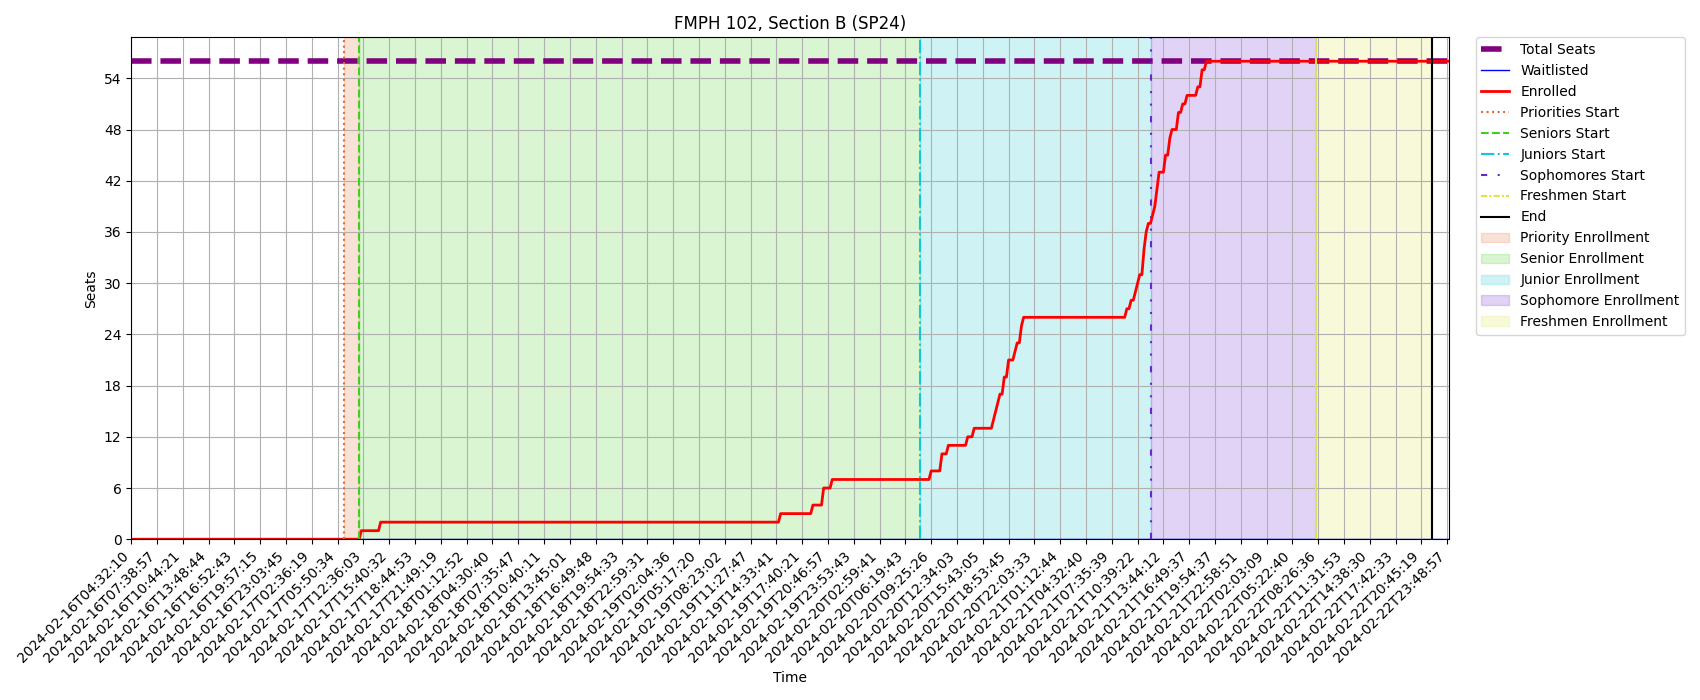 FMPH 102, Section B (SP24)
Seats
54
48
42
36
30
24
18
12
6
0
2024-02-16T04:32:10
2024-02-16T07:38:57
2024-02-16T10:44:21
2024-02-16T13:48:44
2024-02-16T16:52:43
2024-02-16T19:57:15
2024-02-16T23:03:45
2024-02-17T02:36:19
2024-02-17T05:50:34
2024-02-17T12:36:03
2024-02-17T15:40:32
2024-02-17T18:44:53
2024-02-17T21:49:19
2024-02-18T01:12:52
2024-02-18T04:30:40
2024-02-18T07:35:47
2024-02-18T10:40:11
2024-02-18T13:45:01
2024-02-18T16:49:48
2024-02-18T19:54:33
2024-02-18T22:59:31
2024-02-19T02:04:36
2024-02-19T05:17:20
2024-02-19T08:23:02
2024-02-19T11:27:47
2024-02-19T14:33:41
2024-02-19T17:40:21
2024-02-19T20:46:57
2024-02-19T23:53:43
2024-02-20T02:59:41
2024-02-20T06:19:43
2024-02-20T09:25:26
2024-02-20T12:34:03
2024-02-20T15:43:05
2024-02-20T18:53:45
2024-02-20T22:03:33
2024-02-21T01:12:44
2024-02-21T04:32:40
2024-02-21T07:35:39
2024-02-21T10:39:22
2024-02-21T13:44:12
2024-02-21T16:49:37
2024-02-21T19:54:37
2024-02-21T22:58:51
2024-02-22T02:03:09
2024-02-22T05:22:40
2024-02-22T08:26:36
2024-02-22T11:31:53
2024-02-22T14:38:30
2024-02-22T17:42:33
2024-02-22T20:45:19
2024-02-22T23:48:57
Time
Total Seats
Waitlisted
Enrolled
Priorities Start
Seniors Start
Juniors Start
Sophomores Start
Freshmen Start
End
Priority Enrollment
Senior Enrollment
Junior Enrollment
Sophomore Enrollment
Freshmen Enrollment